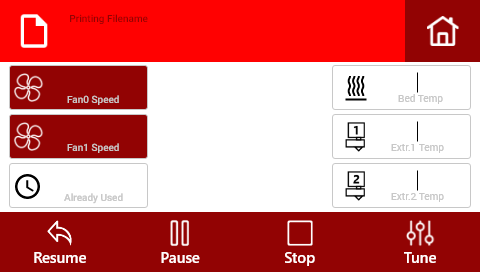 Printing Filename
Fan0 Speed
Bed Temp
Fan1 Speed
1
Extr.1 Temp
Already Used
2
Extr.2 Temp
Resume
Pause
Stop
Tune